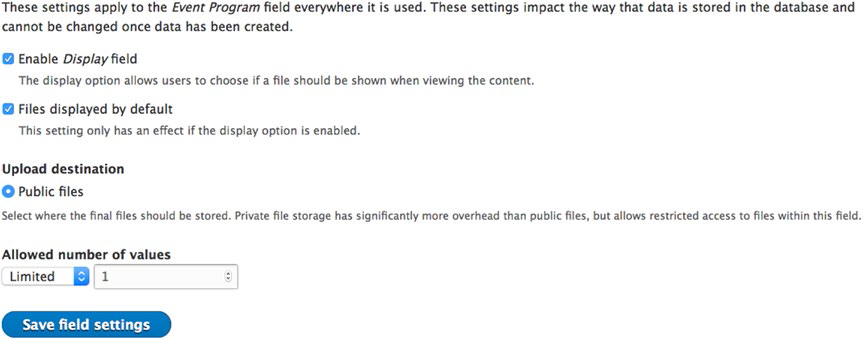 These settings apply to the Event Program field everywhere it is used. These settings impact the way that data is stored in the database and
cannot be changed once data has been created.
Enable Display field
The display option allows users to choose if a file should be shown when viewing the content.
Files displayed by default
This setting only has an effect if the display option is enabled.
Upload destination
Public files
Select where the final files should be stored. Private file storage has significantly more overhead than public files, but allows restricted access to files within this field.
Allowed number of values
Limited 1
Save field settings